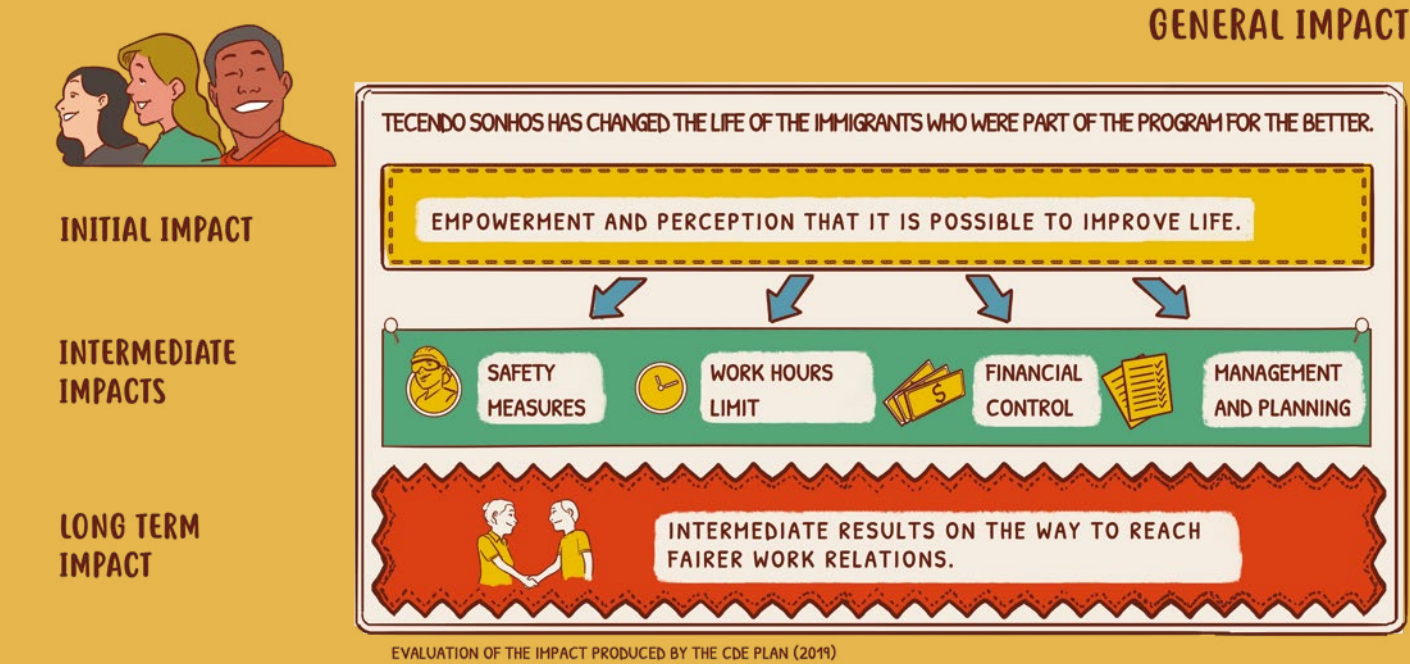 GENERAL IMPACT
TECENDO SONHOS HAS CHANGED THE LIFE OF THE IMMIGRANTS WHO WERE PART OF THE PROGRAM FOR THE BETTER.
INITIAL IMPACT
EMPOWERMENT AND PERCEPTION THAT IT IS POSSIBLE TO IMPROVE LIFE.
INTERMEDIATE
IMPACTS
SAFETY
MEASURES
WORK HOURS
LIMIT
$
FINANCIAL
CONTROL
MANAGEMENT
AND PLANNING
LONG TERM
IMPACT
INTERMEDIATE RESULTS ON THE WAY TO REACH
FAIRER WORK RELATIONS.
EVALUATION OF THE IMPACT PRODUCED BY THE CDE PLAN (2019)